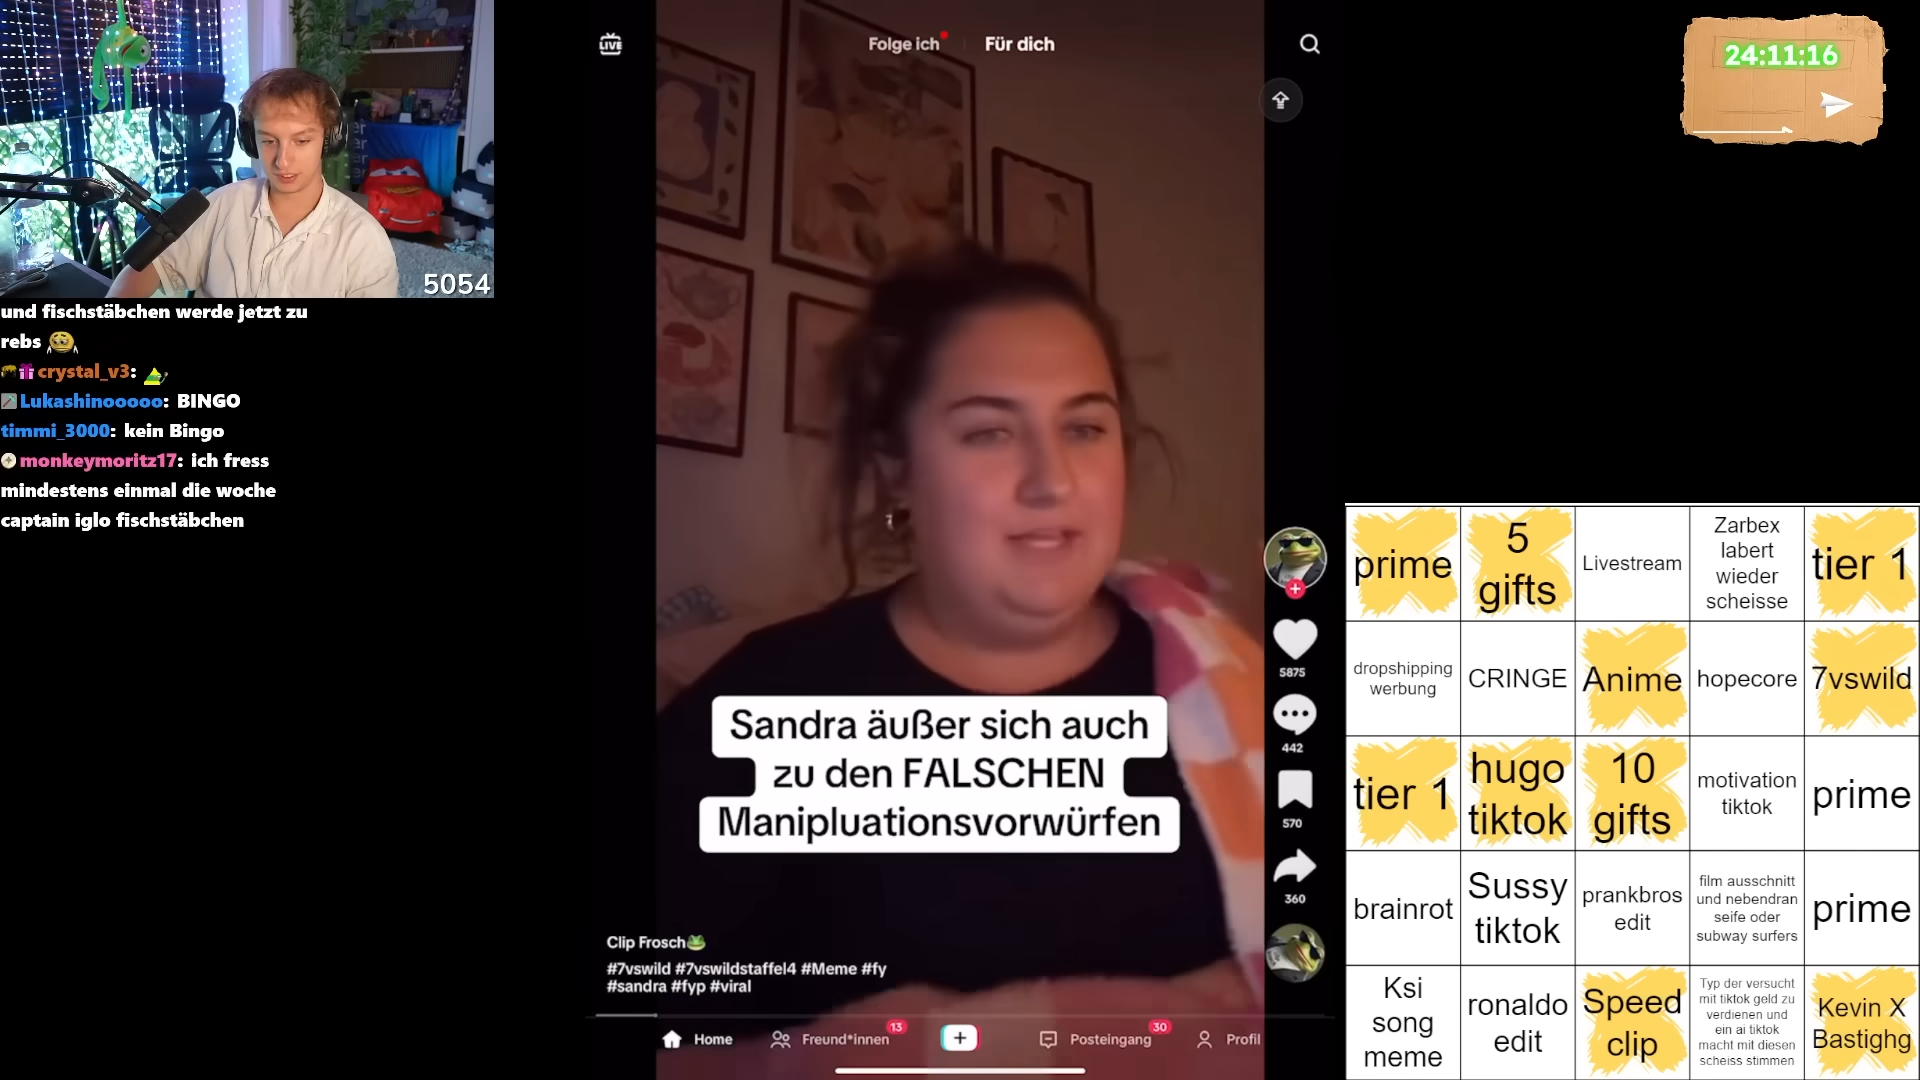 5054
und fischstäbchen werde jetzt zu
rebs
crystal_v3:
Lukashinooooo: BINGO
timmi_3000: kein Bingo
monkeymoritz17: ich fress
mindestens einmal die woche
captain iglo fischstäbchen
LIVE
Folge ich
Für dich
Sandra äußer sich auch
zu den FALSCHEN
Manipluationsvorwürfen
5875
442
570
360
Clip Frosch
#7vswild #7vswildstaffel4 #Meme #fy
#sandra #fyp #viral
Home
Freund*innen
13
Posteingang
30
Profil
24:11:16
prime
5
gifts
Livestream
Zarbex
labert
wieder
scheisse
tier 1
dropshipping
werbung
CRINGE
Anime
hopecore
7vswild
tier 1
hugo
tiktok
10
gifts
motivation
tiktok
prime
brainrot
Sussy
tiktok
prankbros
edit
film ausschnitt
und nebendran
seife oder
subway surfers
prime
Ksi
song
meme
ronaldo
edit
Speed
clip
Typ der versucht
mit tiktok geld zu
verdienen und
ein ai tiktok
macht mit diesen
scheiss stimmen
Kevin X
Bastighg